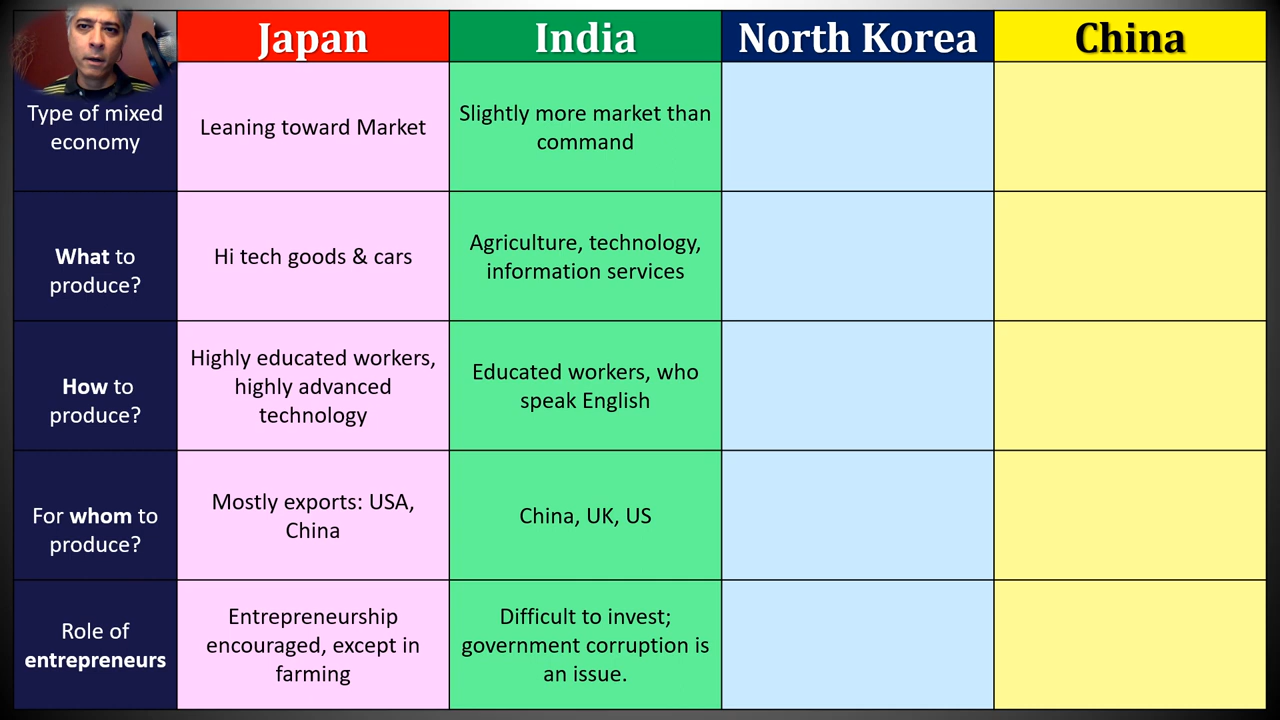 Japan
India
North Korea
China
Type of mixed
economy
Leaning toward Market
Slightly more market than
command
What to
produce?
Hi tech goods & cars
Agriculture, technology,
information services
How to
produce?
Highly educated workers,
highly advanced
technology
Educated workers, who
speak English
For whom to
produce?
Mostly exports: USA,
China
China, UK, US
Role of
entrepreneurs
Entrepreneurship
encouraged, except in
farming
Difficult to invest;
government corruption is
an issue.